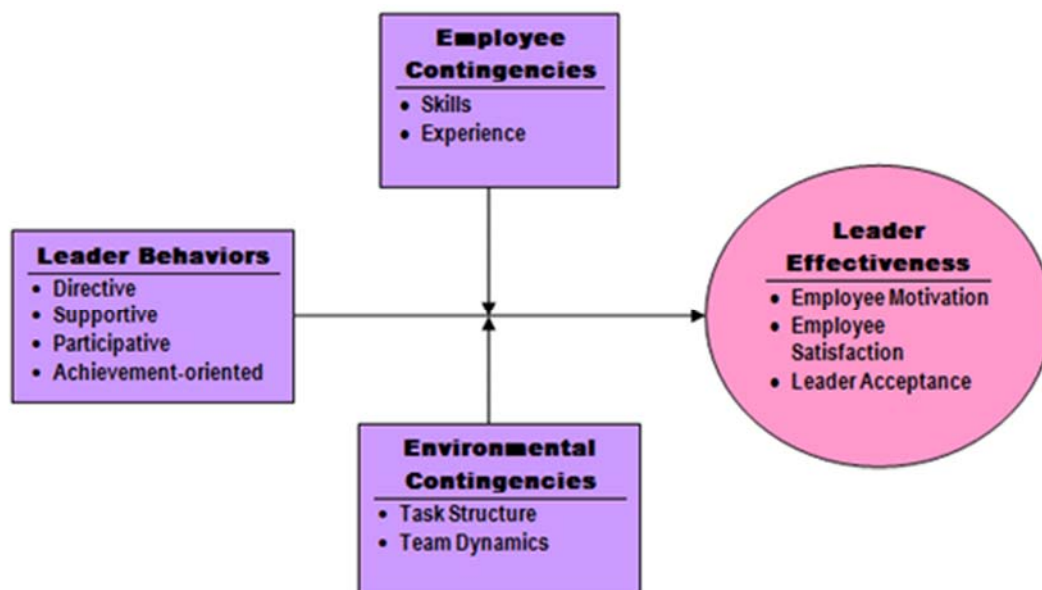 Employee
Contingencies
• Skills
• Experience
Leader Behaviors
• Directive
• Supportive
• Participative
• Achievement-oriented
Leader
Effectiveness
• Employee Motivation
• Employee
Satisfaction
• Leader Acceptance
Environmental
Contingencies
• Task Structure
• Team Dynamics